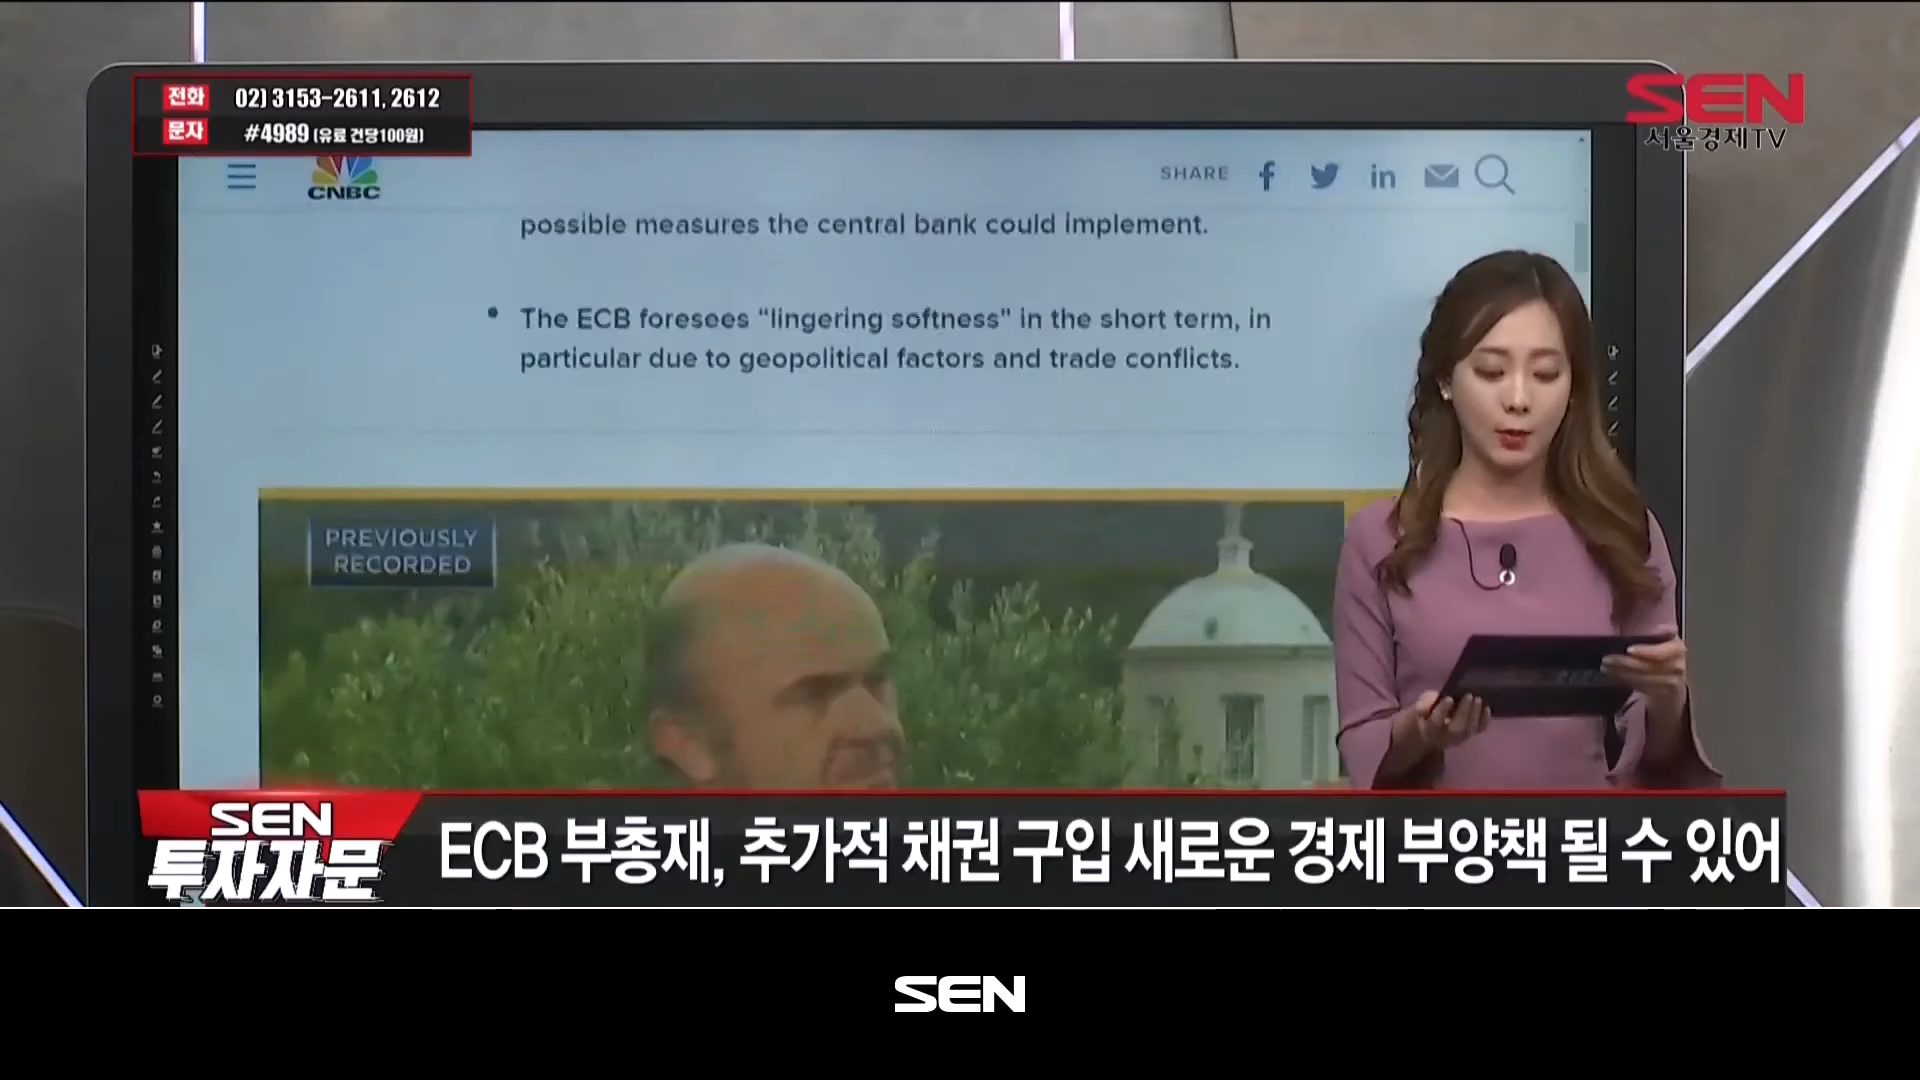 전화 02) 3153-2611, 2612
문자 #4989 (유료 건당100원)
SEN
서울경제TV
CNBC
SHARE
possible measures the central bank could implement.
• The ECB foresees “lingering softness” in the short term, in
particular due to geopolitical factors and trade conflicts.
PREVIOUSLY
RECORDED
SEN
투자자문
ECB 부총재, 추가적 채권 구입 새로운 경제 부양책 될 수 있어
SEN